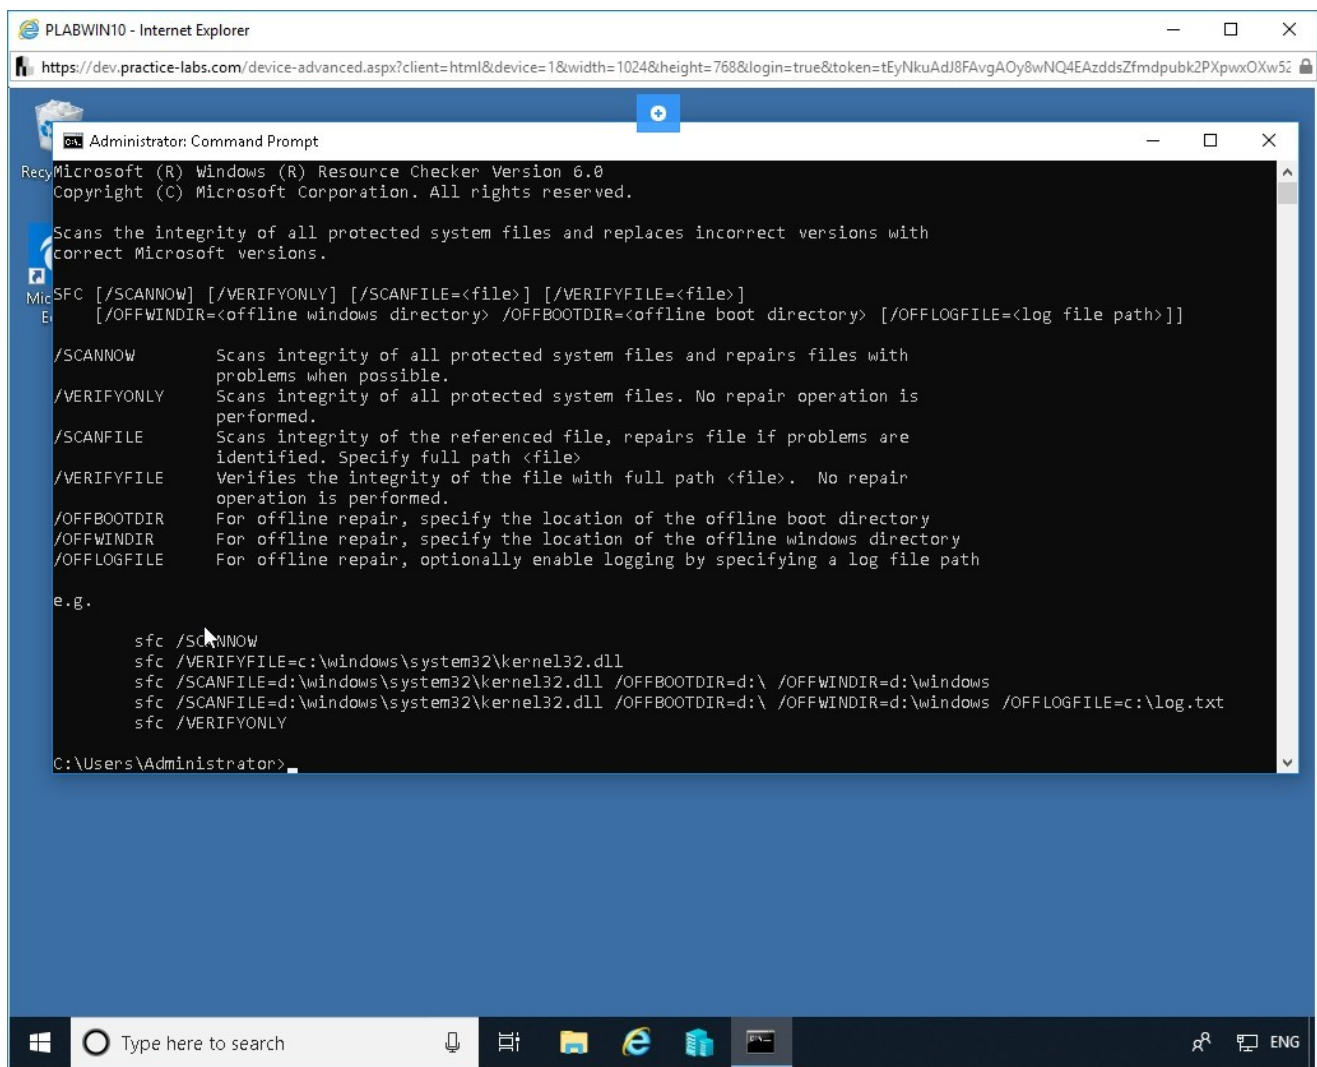 PLABWIN10 - Internet Explorer
https://dev.practice-labs.com/device-advanced.aspx?client=html&device=1&width=1024&height=768&login=true&token=tEyNkuAdJ8FAvgAOy8wNQ4EAzddsZfmdpubk2PXpwxOXw52
Administrator: Command Prompt
Recy
Microsoft (R) Windows (R) Resource Checker Version 6.0
Copyright (C) Microsoft Corporation. All rights reserved.
Scans the integrity of all protected system files and replaces incorrect versions with
correct Microsoft versions.
Mic
E
SFC [/SCANNOW] [/VERIFYONLY] [/SCANFILE=<file>] [/VERIFYFILE=<file>]
[/OFFWINDIR=<offline windows directory> /OFFBOOTDIR=<offline boot directory> [/OFFLOGFILE=<log file path>]]
/SCANNOW Scans integrity of all protected system files and repairs files with
problems when possible.
/VERIFYONLY Scans integrity of all protected system files. No repair operation is
performed.
/SCANFILE Scans integrity of the referenced file, repairs file if problems are
identified. Specify full path <file>
/VERIFYFILE Verifies the integrity of the file with full path <file>. No repair
operation is performed.
/OFFBOOTDIR For offline repair, specify the location of the offline boot directory
/OFFWINDIR For offline repair, specify the location of the offline windows directory
/OFFLOGFILE For offline repair, optionally enable logging by specifying a log file path
e.g.
sfc /SCANNOW
sfc /VERIFYFILE=c:\windows\system32\kernel32.dll
sfc /SCANFILE=d:\windows\system32\kernel32.dll /OFFBOOTDIR=d:\ /OFFWINDIR=d:\windows
sfc /SCANFILE=d:\windows\system32\kernel32.dll /OFFBOOTDIR=d:\ /OFFWINDIR=d:\windows /OFFLOGFILE=c:\log.txt
sfc /VERIFYONLY
C:\Users\Administrator>_
Type here to search
ENG